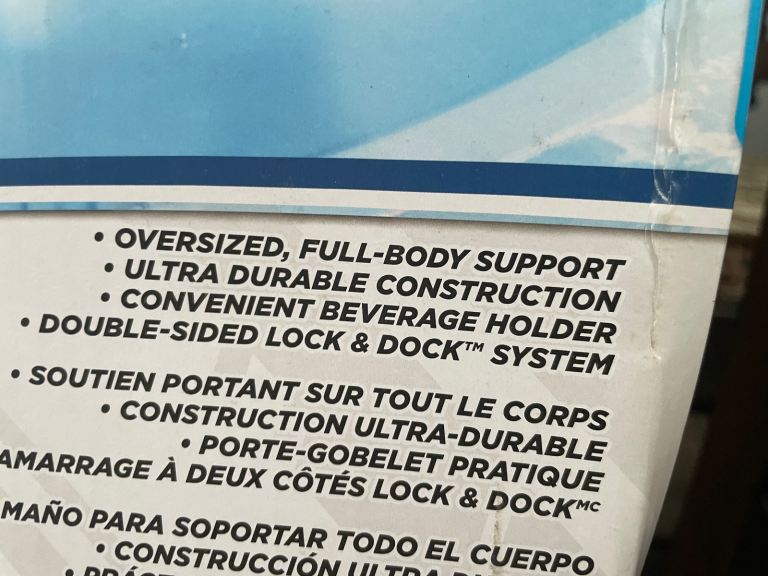 • OVERSIZED, FULL-BODY SUPPORT
• ULTRA DURABLE CONSTRUCTION
• CONVENIENT BEVERAGE HOLDER
• DOUBLE-SIDED LOCK & DOCK™ SYSTEM
• SOUTIEN PORTANT SUR TOUT LE CORPS
• CONSTRUCTION ULTRA-DURABLE
• PORTE-GOBELET PRATIQUE
AMARRAGE À DEUX CÔTÉS LOCK & DOCKMC
MAÑO PARA SOPORTAR TODO EL CUERPO
• CONSTRUCCIÓN ULTRA